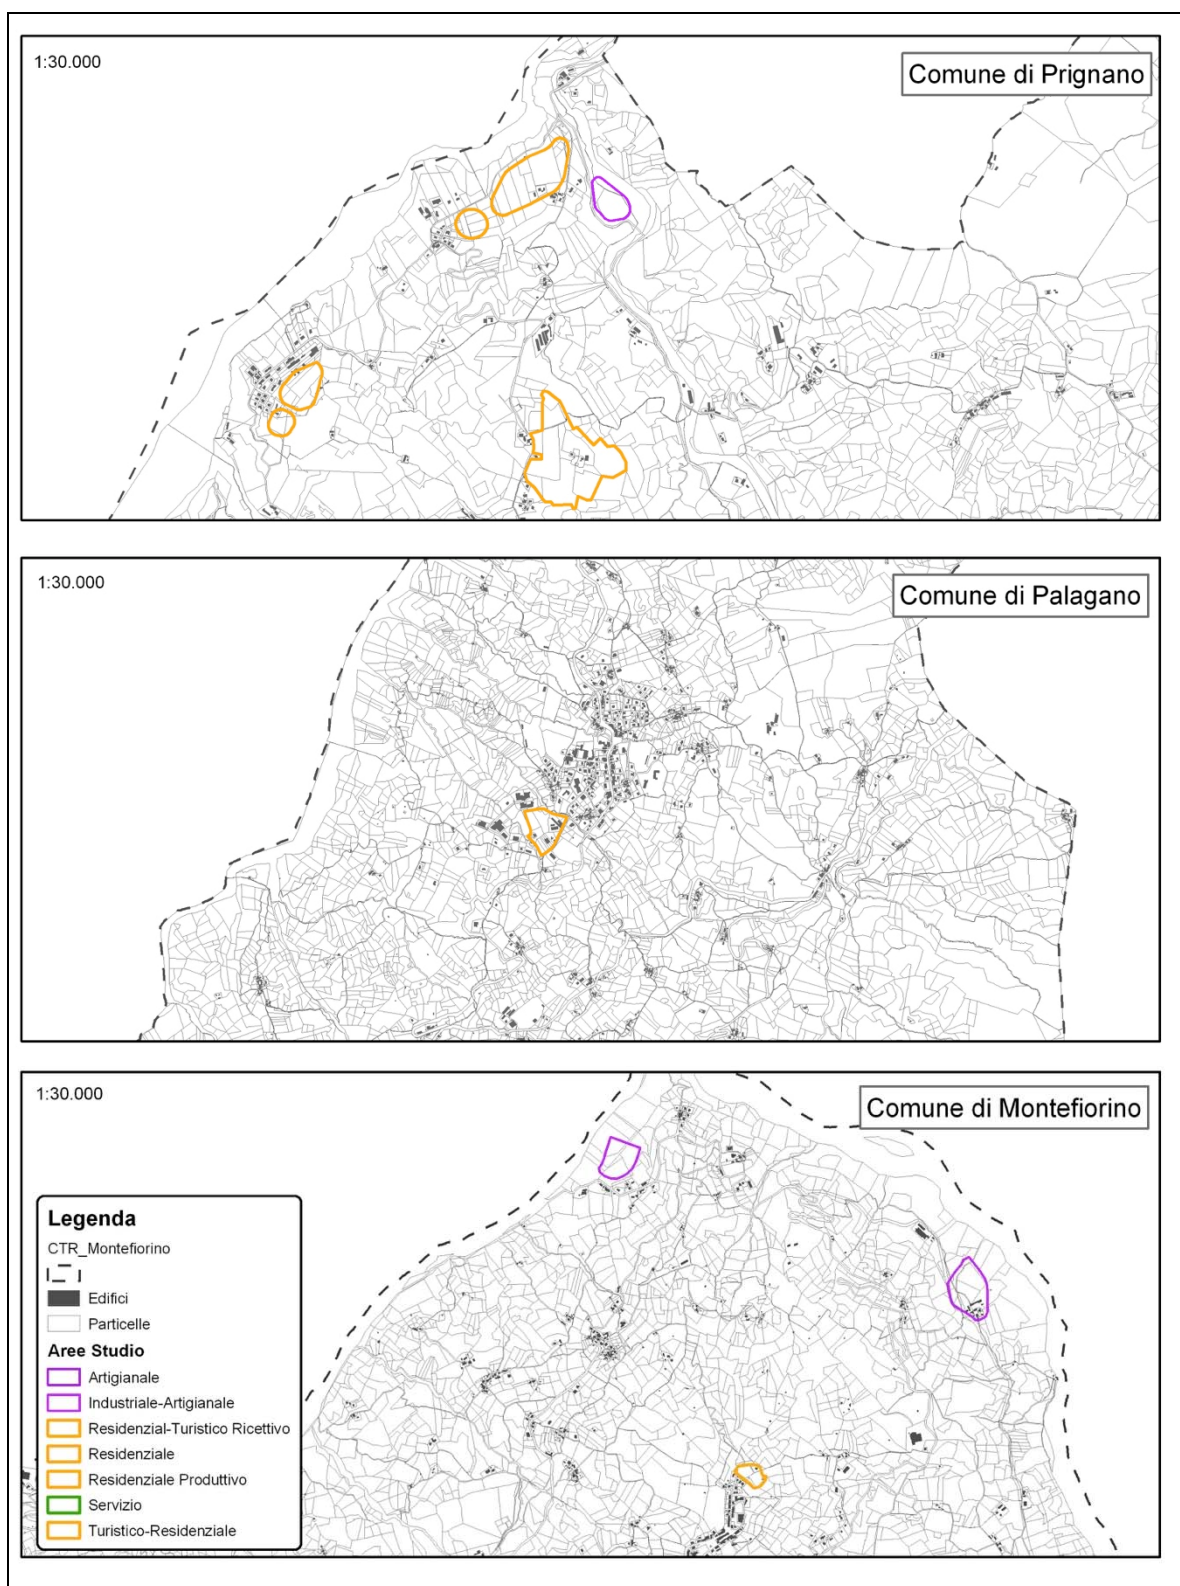 1:30.000
Comune di Prignano
1:30.000
Comune di Palagano
1:30.000
Comune di Montefiorino
Legenda
CTR_Montefiorino
Edifici
Particelle
Aree Studio
Artigianale
Industriale-Artigianale
Residenzial-Turistico Ricettivo
Residenziale
Residenziale Produttivo
Servizio
Turistico-Residenziale